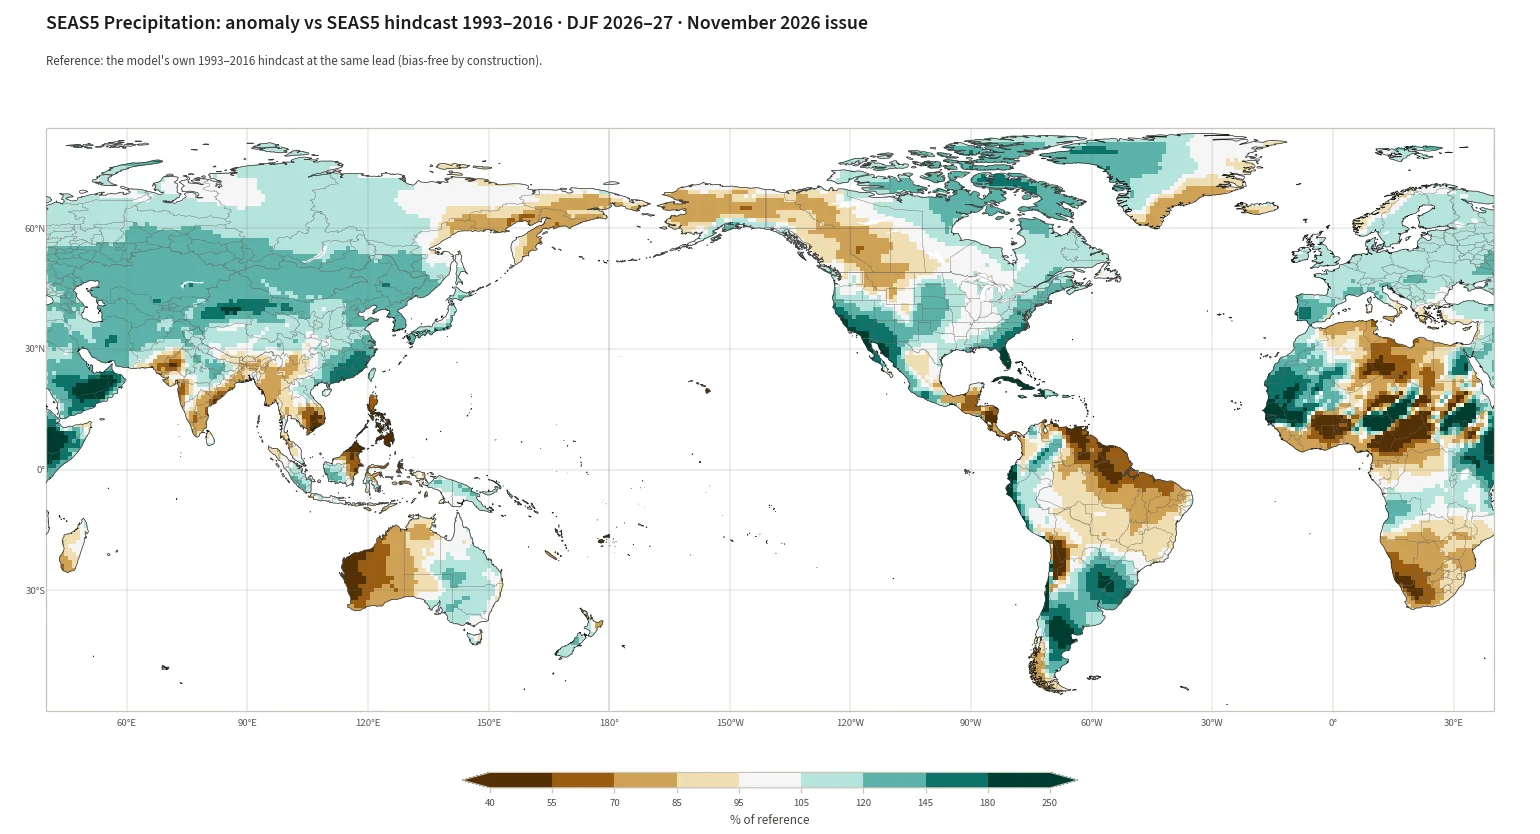 SEAS5 Precipitation: anomaly vs SEAS5 hindcast 1993–2016 · DJF 2026–27 · November 2026 issue
Reference: the model's own 1993–2016 hindcast at the same lead (bias-free by construction).
60°N
30°N
0°
30°S
60°E 90°E 120°E 150°E 180° 150°W 120°W 90°W 60°W 30°W 0° 30°E
40 55 70 85 95 105 120 145 180 250
% of reference